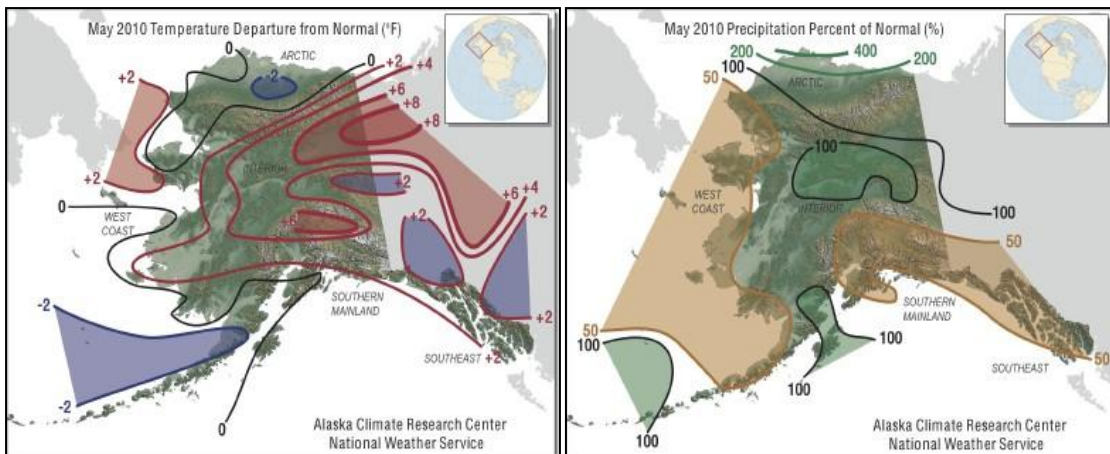 May 2010 Temperature Departure from Normal (°F)
0
ARCTIC
0
+2
+4
+2
-2
+6
+8
+8
INTERIOR
+2
+2
+6
+4
+2
0
WEST
COAST
+2
+6
-2
SOUTHERN
MAINLAND
+2
SOUTHEAST
+2
-2
0
Alaska Climate Research Center
National Weather Service
May 2010 Precipitation Percent of Normal (%)
200
400
200
100
50
ARCTIC
100
WEST
COAST
INTERIOR
100
50
50
100
SOUTHERN
MAINLAND
100
100
50
SOUTHEAST
100
Alaska Climate Research Center
National Weather Service